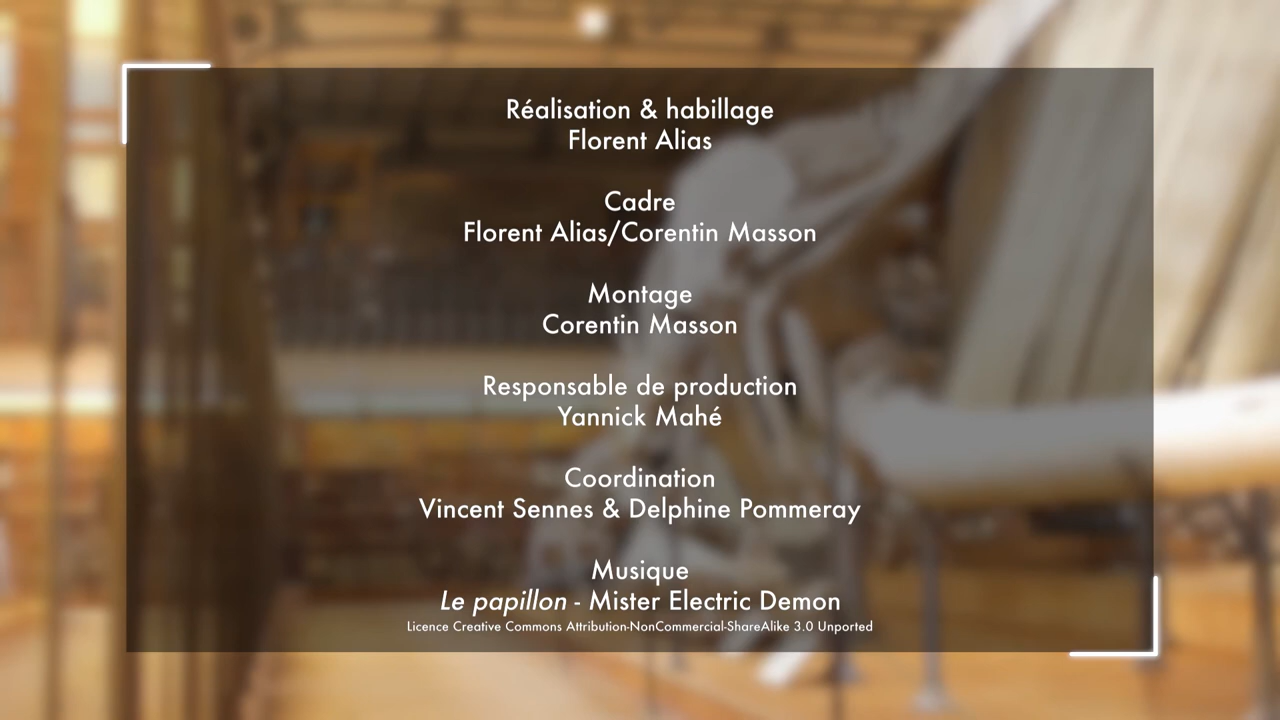 Réalisation & habillage
Florent Alias
Cadre
Florent Alias/Corentin Masson
Montage
Corentin Masson
Responsable de production
Yannick Mahé
Coordination
Vincent Sennes & Delphine Pommeray
Musique
Le papillon - Mister Electric Demon
Licence Creative Commons Attribution-NonCommercial-ShareAlike 3.0 Unported